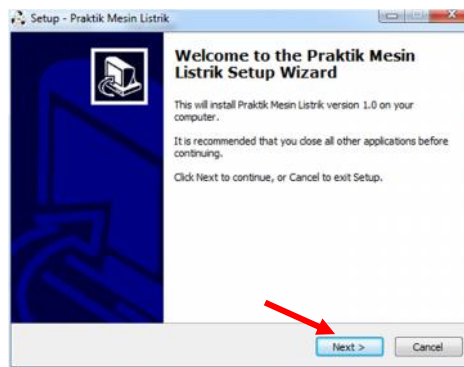 Setup - Praktik Mesin Listrik
Welcome to the Praktik Mesin
Listrik Setup Wizard
This will install Praktik Mesin Listrik version 1.0 on your
computer.
It is recommended that you close all other applications before
continuing.
Click Next to continue, or Cancel to exit Setup.
Next >
Cancel